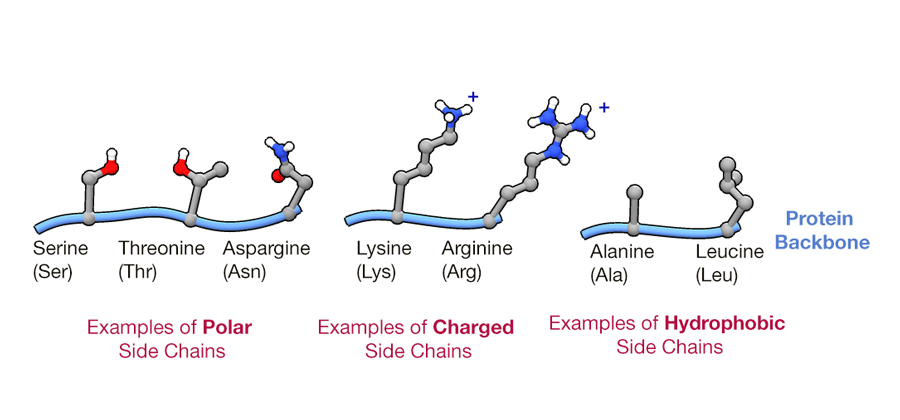 +
+
Serine
(Ser)
Threonine
(Thr)
Aspargine
(Asn)
Lysine
(Lys)
Arginine
(Arg)
Alanine
(Ala)
Leucine
(Leu)
Protein
Backbone
Examples of Polar
Side Chains
Examples of Charged
Side Chains
Examples of Hydrophobic
Side Chains